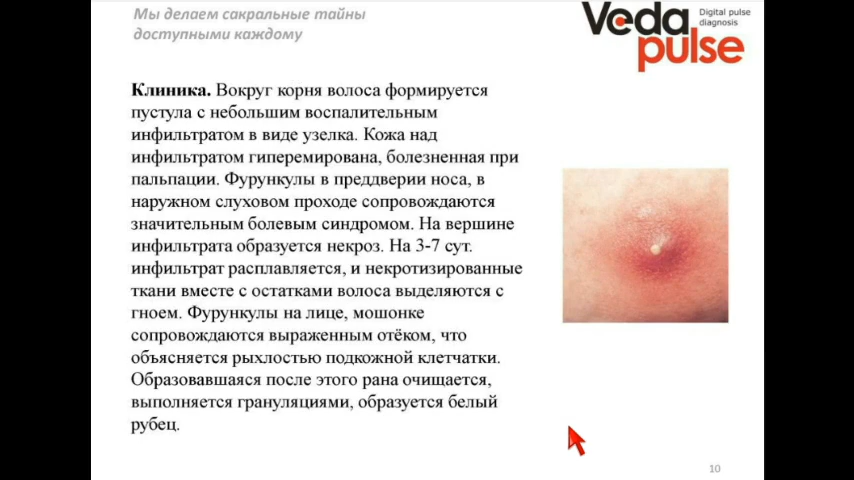 Мы делаем сакральные тайны
доступными каждому
Veda
pulse
Digital pulse
diagnosis
Клиника. Вокруг корня волоса формируется
пустула с небольшим воспалительным
инфильтратом в виде узелка. Кожа над
инфильтратом гиперемирована, болезненная при
пальпации. Фурункулы в преддверии носа, в
наружном слуховом проходе сопровождаются
значительным болевым синдромом. На вершине
инфильтрата образуется некроз. На 3-7 сут.
инфильтрат расплавляется, и некротизированные
ткани вместе с остатками волоса выделяются с
гноем. Фурункулы на лице, мошонке
сопровождаются выраженным отёком, что
объясняется рыхлостью подкожной клетчатки.
Образовавшаяся после этого рана очищается,
выполняется грануляциями, образуется белый
рубец.
10